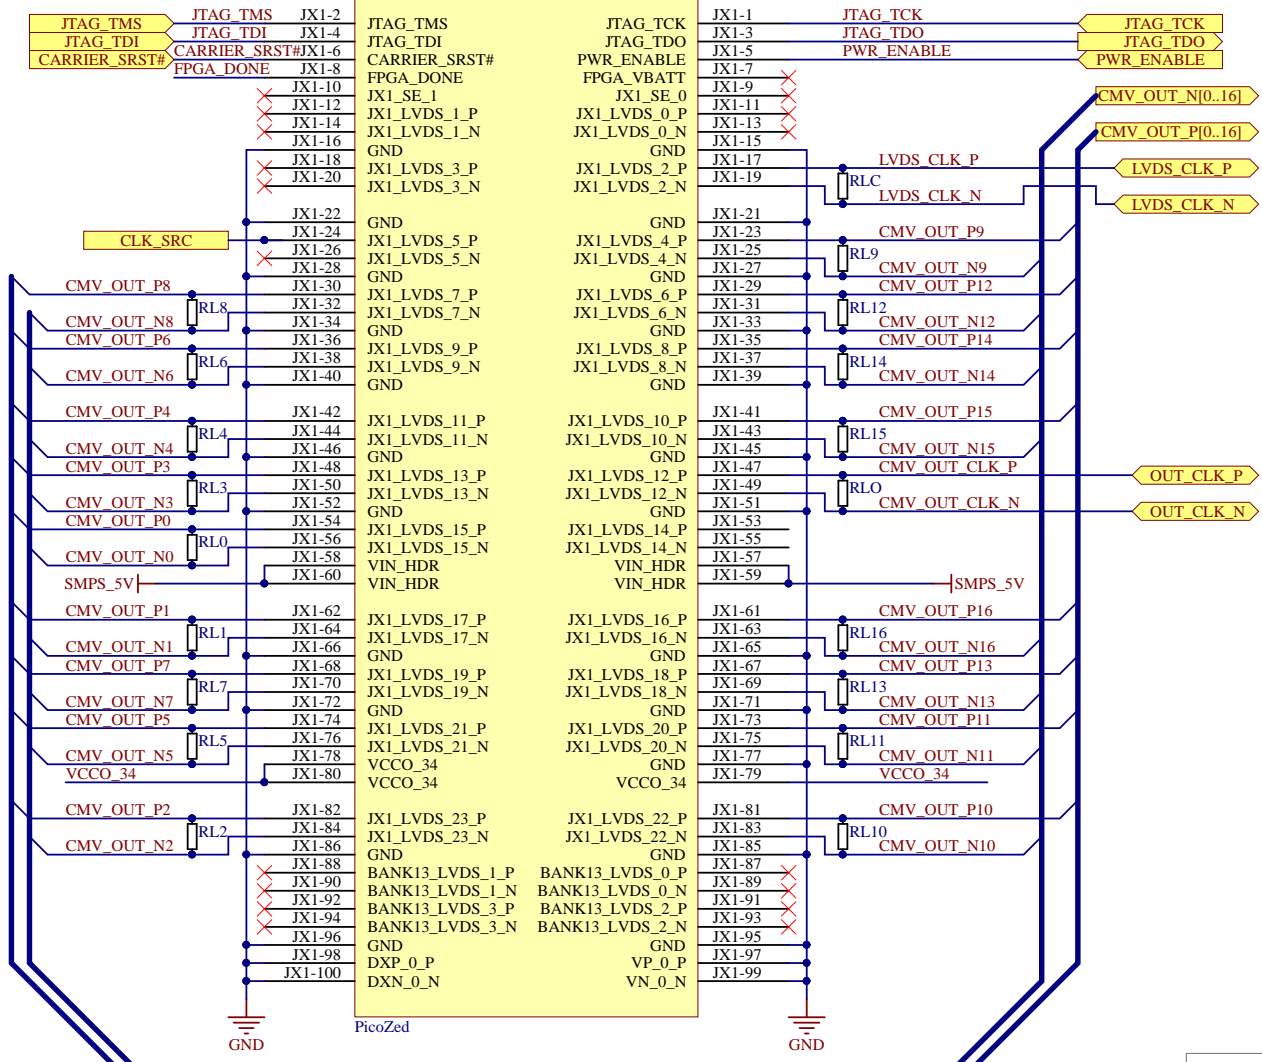 JTAG_TMS JTAG_TMS JX1-2 JTAG_TMS JTAG_TCK JX1-1 JTAG_TCK JTAG_TCK
JTAG_TDI JTAG_TDI JX1-4 JTAG_TDI JTAG_TDO JX1-3 JTAG_TDO JTAG_TDO
CARRIER_SRST# CARRIER_SRST# JX1-6 CARRIER_SRST# PWR_ENABLE JX1-5 PWR_ENABLE PWR_ENABLE
FPGA_DONE JX1-8 FPGA_DONE FPGA_VBATT JX1-7
JX1-10 JX1_SE_1 JX1_SE_0 JX1-9 CMV_OUT_N[0..16]
JX1-12 JX1_LVDS_1_P JX1_LVDS_0_P JX1-11
JX1-14 JX1_LVDS_1_N JX1_LVDS_0_N JX1-13 CMV_OUT_P[0..16]
JX1-16 GND GND JX1-15
JX1-18 JX1_LVDS_3_P JX1_LVDS_2_P JX1-17 LVDS_CLK_P LVDS_CLK_P
JX1-20 JX1_LVDS_3_N JX1_LVDS_2_N JX1-19 RLC
LVDS_CLK_N LVDS_CLK_N
JX1-22 GND GND JX1-21
CLK_SRC JX1-24 JX1_LVDS_5_P JX1_LVDS_4_P JX1-23 CMV_OUT_P9
JX1-26 JX1_LVDS_5_N JX1_LVDS_4_N JX1-25 RL9
JX1-28 GND GND JX1-27 CMV_OUT_N9
CMV_OUT_P8 JX1-30 JX1_LVDS_7_P JX1_LVDS_6_P JX1-29 CMV_OUT_P12
RL8 JX1-32 JX1_LVDS_7_N JX1_LVDS_6_N JX1-31 RL12
CMV_OUT_N8 JX1-34 GND GND JX1-33 CMV_OUT_N12
CMV_OUT_P6 JX1-36 JX1_LVDS_9_P JX1_LVDS_8_P JX1-35 CMV_OUT_P14
RL6 JX1-38 JX1_LVDS_9_N JX1_LVDS_8_N JX1-37 RL14
CMV_OUT_N6 JX1-40 GND GND JX1-39 CMV_OUT_N14
CMV_OUT_P4 JX1-42 JX1_LVDS_11_P JX1_LVDS_10_P JX1-41 CMV_OUT_P15
RL4 JX1-44 JX1_LVDS_11_N JX1_LVDS_10_N JX1-43 RL15
CMV_OUT_N4 JX1-46 GND GND JX1-45 CMV_OUT_N15
CMV_OUT_P3 JX1-48 JX1_LVDS_13_P JX1_LVDS_12_P JX1-47 CMV_OUT_CLK_P OUT_CLK_P
RL3 JX1-50 JX1_LVDS_13_N JX1_LVDS_12_N JX1-49 RLO
CMV_OUT_N3 JX1-52 GND GND JX1-51 CMV_OUT_CLK_N OUT_CLK_N
CMV_OUT_P0 JX1-54 JX1_LVDS_15_P JX1_LVDS_14_P JX1-53
RL0 JX1-56 JX1_LVDS_15_N JX1_LVDS_14_N JX1-55
CMV_OUT_N0 JX1-58 VIN_HDR VIN_HDR JX1-57
SMPS_5V JX1-60 VIN_HDR VIN_HDR JX1-59 SMPS_5V
CMV_OUT_P1 JX1-62 JX1_LVDS_17_P JX1_LVDS_16_P JX1-61 CMV_OUT_P16
RL1 JX1-64 JX1_LVDS_17_N JX1_LVDS_16_N JX1-63 RL16
CMV_OUT_N1 JX1-66 GND GND JX1-65 CMV_OUT_N16
CMV_OUT_P7 JX1-68 JX1_LVDS_19_P JX1_LVDS_18_P JX1-67 CMV_OUT_P13
RL7 JX1-70 JX1_LVDS_19_N JX1_LVDS_18_N JX1-69 RL13
CMV_OUT_N7 JX1-72 GND GND JX1-71 CMV_OUT_N13
CMV_OUT_P5 JX1-74 JX1_LVDS_21_P JX1_LVDS_20_P JX1-73 CMV_OUT_P11
RL5 JX1-76 JX1_LVDS_21_N JX1_LVDS_20_N JX1-75 RL11
CMV_OUT_N5 JX1-78 VCCO_34 GND JX1-77 CMV_OUT_N11
VCCO_34 JX1-80 VCCO_34 VCCO_34 JX1-79 VCCO_34
CMV_OUT_P2 JX1-82 JX1_LVDS_23_P JX1_LVDS_22_P JX1-81 CMV_OUT_P10
RL2 JX1-84 JX1_LVDS_23_N JX1_LVDS_22_N JX1-83 RL10
CMV_OUT_N2 JX1-86 GND GND JX1-85 CMV_OUT_N10
JX1-88 BANK13_LVDS_1_P BANK13_LVDS_0_P JX1-87
JX1-90 BANK13_LVDS_1_N BANK13_LVDS_0_N JX1-89
JX1-92 BANK13_LVDS_3_P BANK13_LVDS_2_P JX1-91
JX1-94 BANK13_LVDS_3_N BANK13_LVDS_2_N JX1-93
JX1-96 GND GND JX1-95
JX1-98 DXP_0_P VP_0_P JX1-97
JX1-100 DXN_0_N VN_0_N JX1-99
PicoZed
GND GND